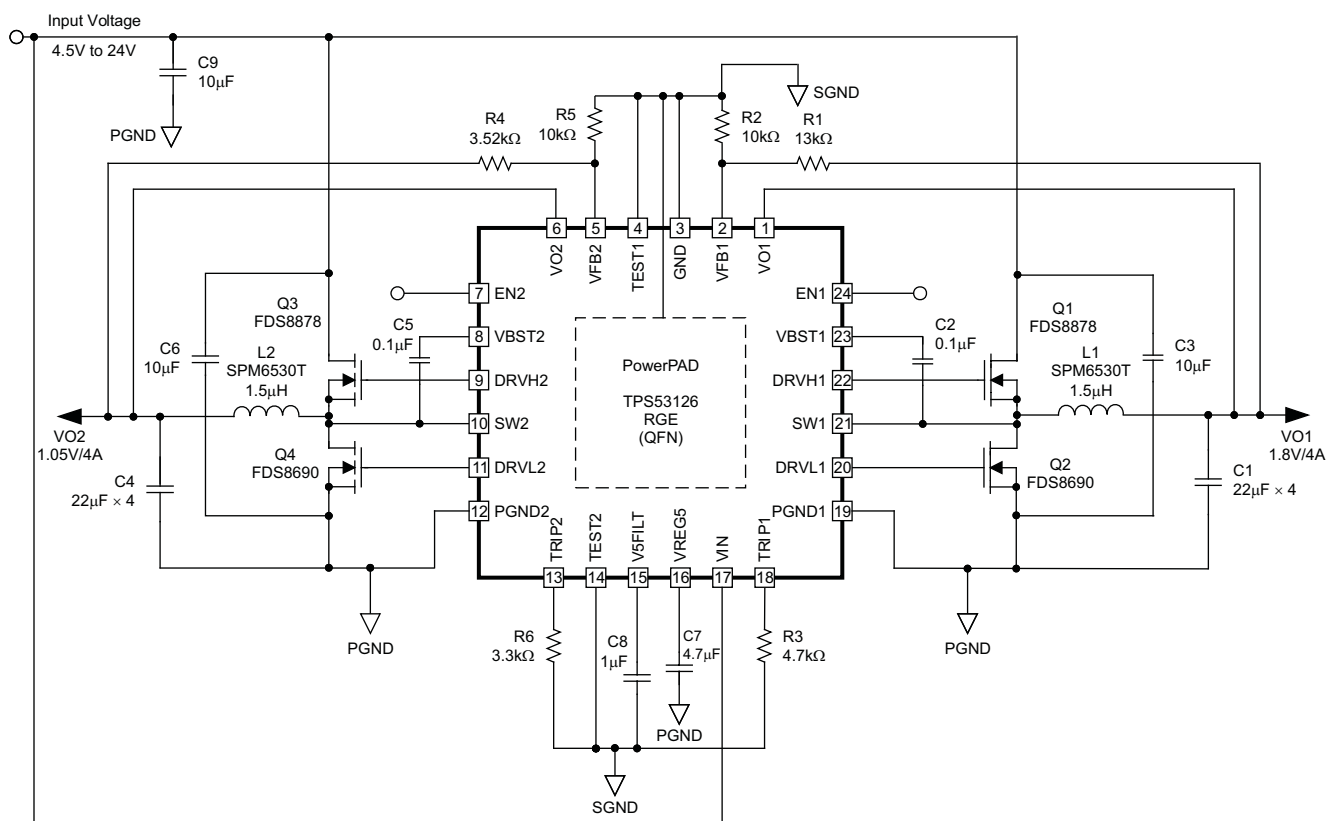 Input Voltage
4.5V to 24V
C9
10μF
PGND
SGND
R4
3.52kΩ
R5
10kΩ
R2
10kΩ
R1
13kΩ
6
5
4
3
2
1
VO2
VFB2
TEST1
GND
VFB1
VO1
7
EN2
EN1
24
8
VBST2
VBST1
23
9
DRVH2
DRVH1
22
10
SW2
SW1
21
11
DRVL2
DRVL1
20
12
PGND2
PGND1
19
PowerPAD
TPS53126
RGE
(QFN)
Q3
FDS8878
C5
0.1μF
C6
10μF
L2
SPM6530T
1.5μH
VO2
1.05V/4A
Q4
FDS8690
C4
22μF × 4
PGND
C2
0.1μF
Q1
FDS8878
L1
SPM6530T
1.5μH
C3
10μF
VO1
1.8V/4A
Q2
FDS8690
C1
22μF × 4
PGND
TRIP2
TEST2
V5FILT
VREG5
VIN
TRIP1
13
14
15
16
17
18
R6
3.3kΩ
C8
1μF
C7
4.7μF
R3
4.7kΩ
PGND
SGND